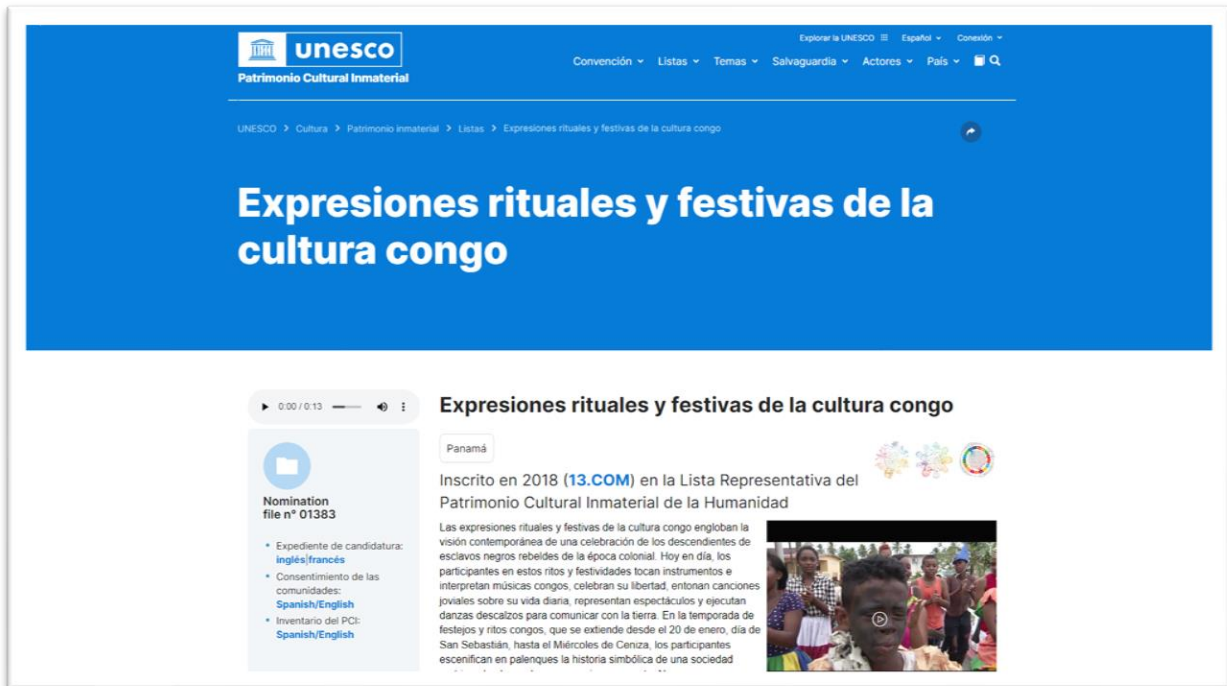 unesco
Patrimonio Cultural Inmaterial
Explorar la UNESCO Español Conexión
Convención Listas Temas Salvaguardia Actores País
UNESCO > Cultura > Patrimonio inmaterial > Listas > Expresiones rituales y festivas de la cultura congo
Expresiones rituales y festivas de la
cultura congo
0:00 / 0:13
Nomination
file n° 01383
• Expediente de candidatura:
inglés|francés
• Consentimiento de las
comunidades:
Spanish/English
• Inventario del PCI:
Spanish/English
Expresiones rituales y festivas de la cultura congo
Panamá
Inscrito en 2018 (13.COM) en la Lista Representativa del
Patrimonio Cultural Inmaterial de la Humanidad
Las expresiones rituales y festivas de la cultura congo engloban la
visión contemporánea de una celebración de los descendientes de
esclavos negros rebeldes de la época colonial. Hoy en día, los
participantes en estos ritos y festividades tocan instrumentos e
interpretan músicas congos, celebran su libertad, entonan canciones
joviales sobre su vida diaria, representan espectáculos y ejecutan
danzas descalzos para comunicar con la tierra. En la temporada de
festejos y ritos congos, que se extiende desde el 20 de enero, día de
San Sebastián, hasta el Miércoles de Ceniza, los participantes
escenifican en palenques la historia simbólica de una sociedad